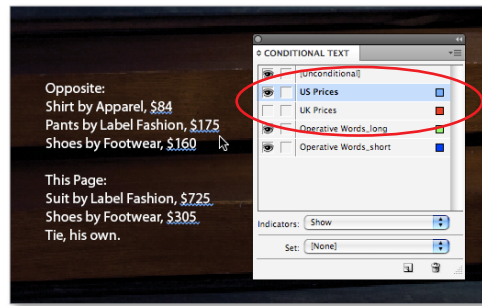 CONDITIONAL TEXT
[Unconditional]
US Prices
UK Prices
Operative Words_long
Operative Words_short
Indicators: Show
Set: [None]
Opposite:
Shirt by Apparel, $84
Pants by Label Fashion, $175
Shoes by Footwear, $160
This Page:
Suit by Label Fashion, $725
Shoes by Footwear, $305
Tie, his own.